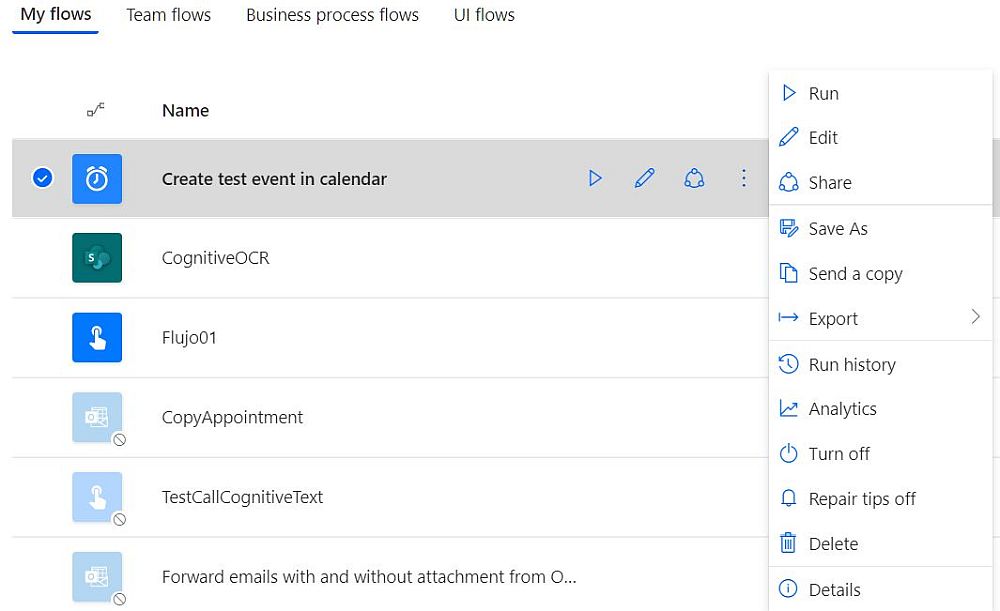 My flows
Team flows
Business process flows
UI flows
Name
Create test event in calendar
CognitiveOCR
Flujo01
CopyAppointment
TestCallCognitiveText
Forward emails with and without attachment from O...
Run
Edit
Share
Save As
Send a copy
Export
Run history
Analytics
Turn off
Repair tips off
Delete
Details